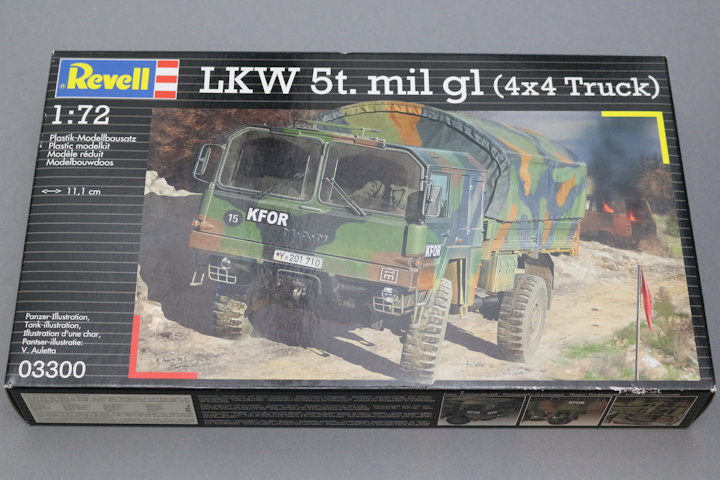 Revell
LKW 5t. mil gl (4x4 Truck)
1:72
Plastik-Modellbausatz
Plastic modelkit
Modèle réduit
Modelbouwdoos
11,1 cm
15
KFOR
KFOR
Y-201 710
Panzer-Illustration,
Tank-illustration,
Illustration d'une char,
Pantser-illustratie:
V. Auletta
03300